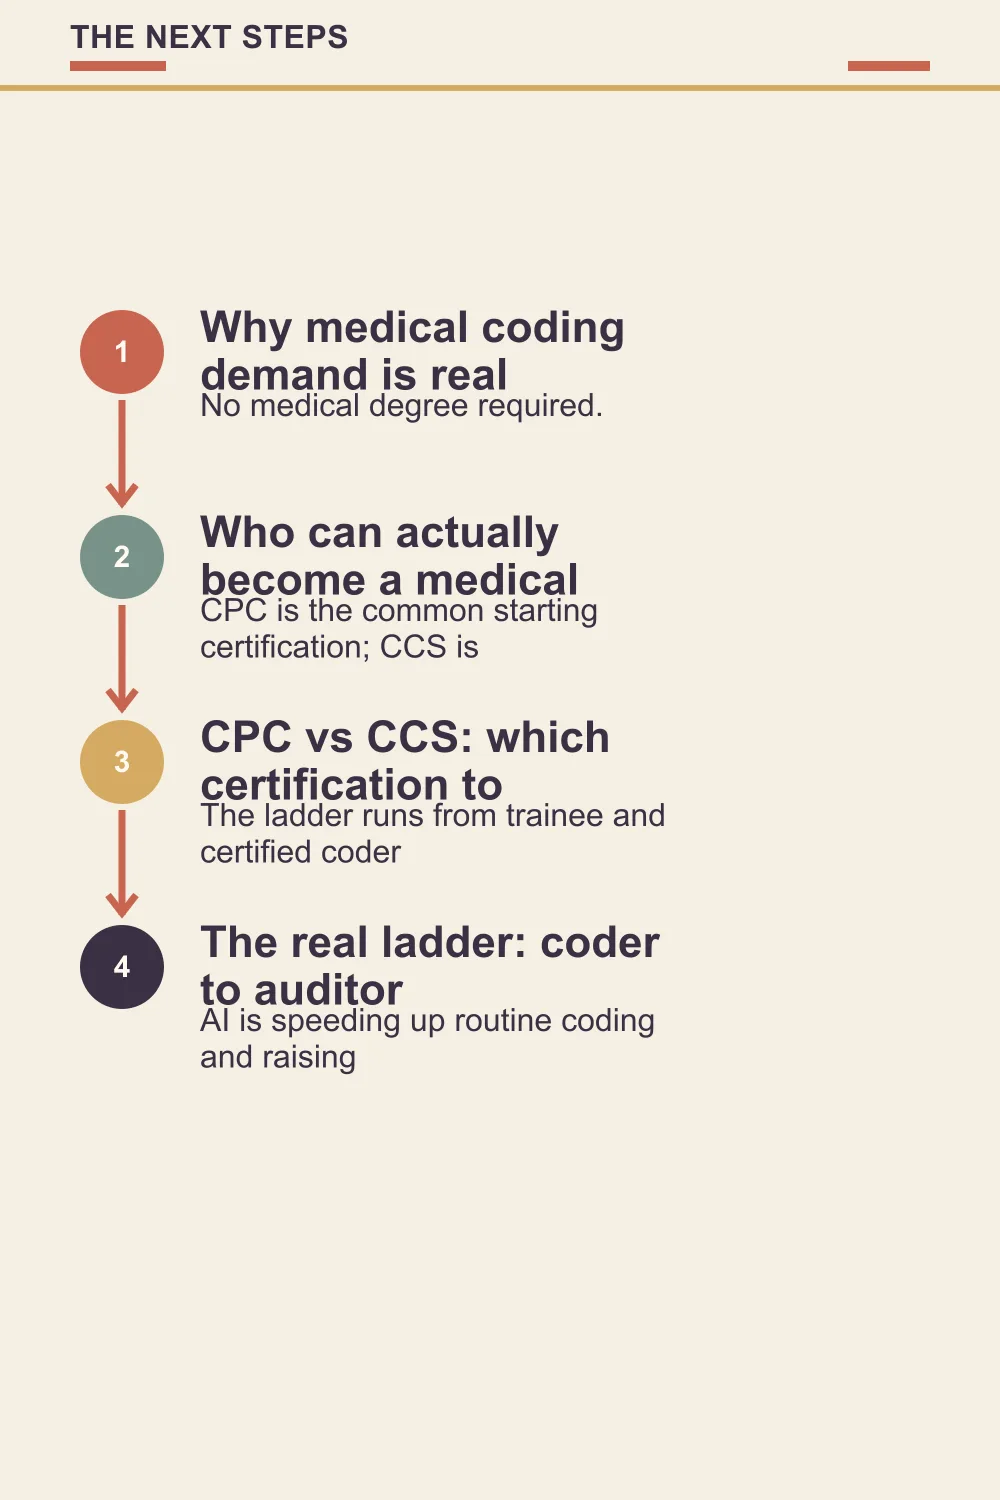 THE NEXT STEPS
1
Why medical coding
demand is real
No medical degree required.
2
Who can actually
become a medical
CPC is the common starting
certification; CCS is
3
CPC vs CCS: which
certification to
The ladder runs from trainee and
certified coder
4
The real ladder: coder
to auditor
AI is speeding up routine coding
and raising